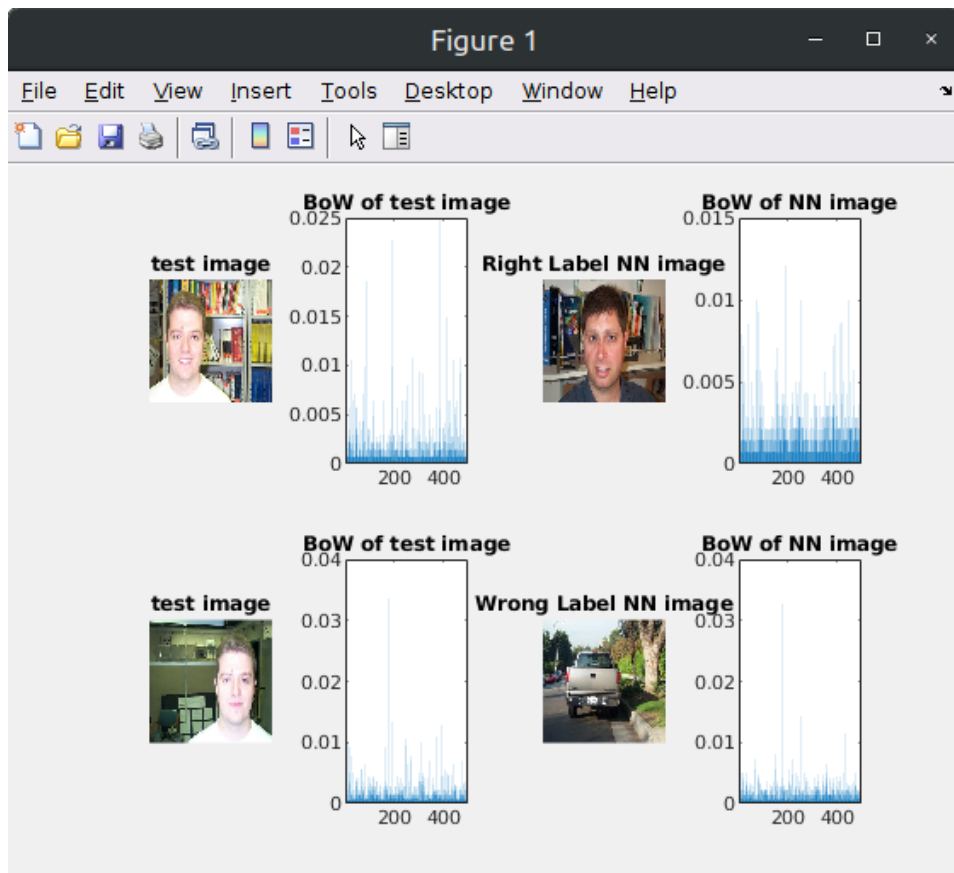 Figure 1
File Edit View Insert Tools Desktop Window Help
BoW of test image
BoW of NN image
0.025
0.02
0.015
0.01
0.005
0
200 400
test image
Right Label NN image
0.015
0.01
0.005
0
200 400
BoW of test image
BoW of NN image
0.04
0.03
0.02
0.01
0
200 400
test image
Wrong Label NN image
0.04
0.03
0.02
0.01
0
200 400